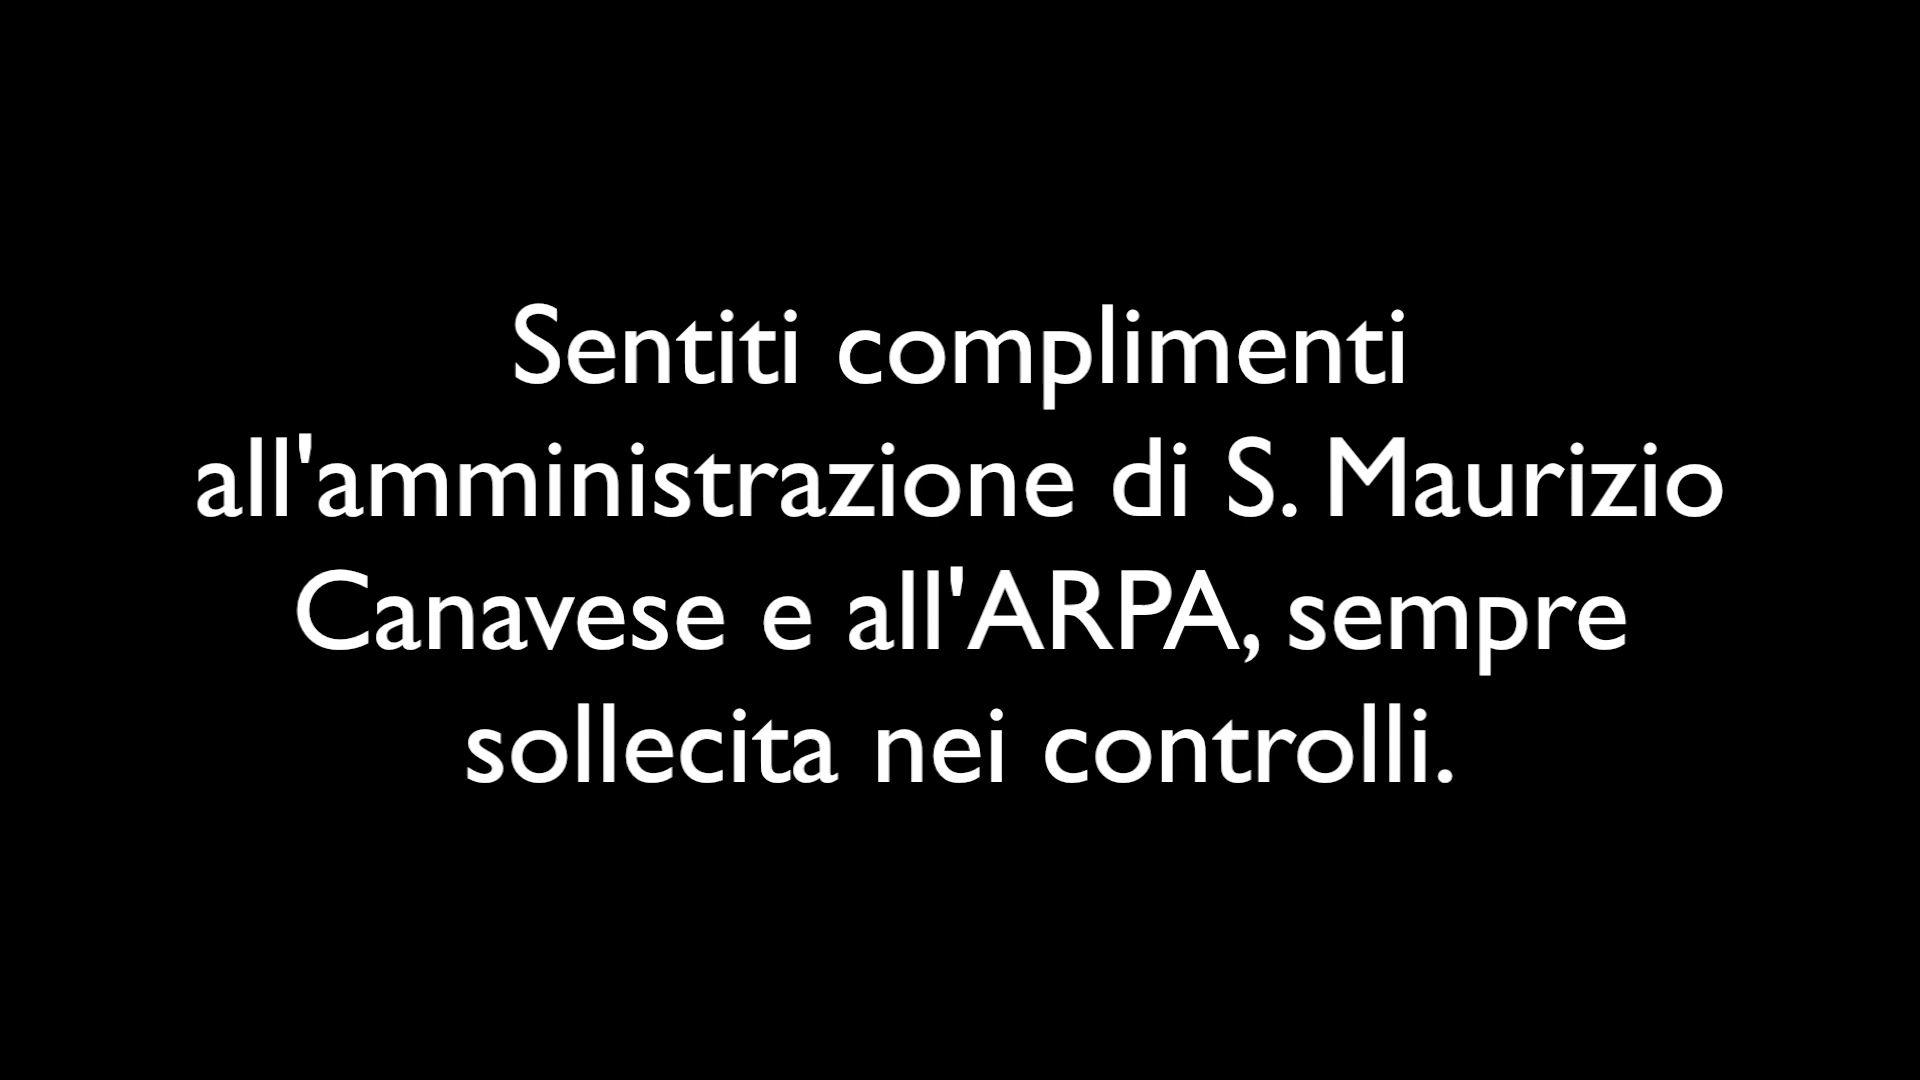 Sentiti complimenti
all'amministrazione di S. Maurizio
Canavese e all'ARPA, sempre
sollecita nei controlli.